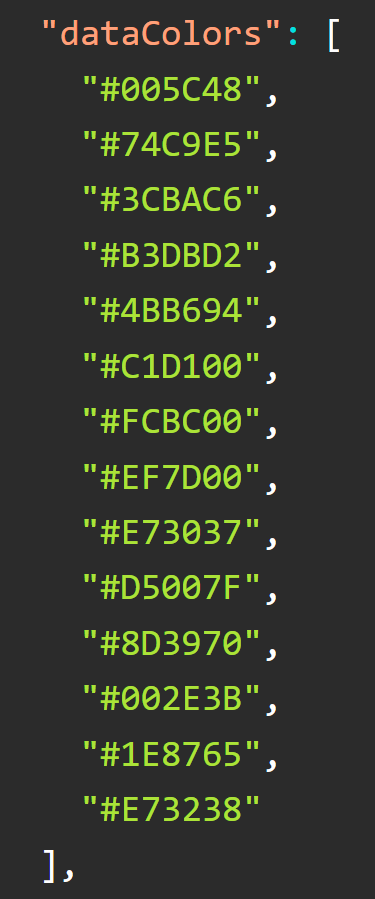 "dataColors": [
"#005C48",
"#74C9E5",
"#3CBAC6",
"#B3DBD2",
"#4BB694",
"#C1D100",
"#FCBC00",
"#EF7D00",
"#E73037",
"#D5007F",
"#8D3970",
"#002E3B",
"#1E8765",
"#E73238"
],